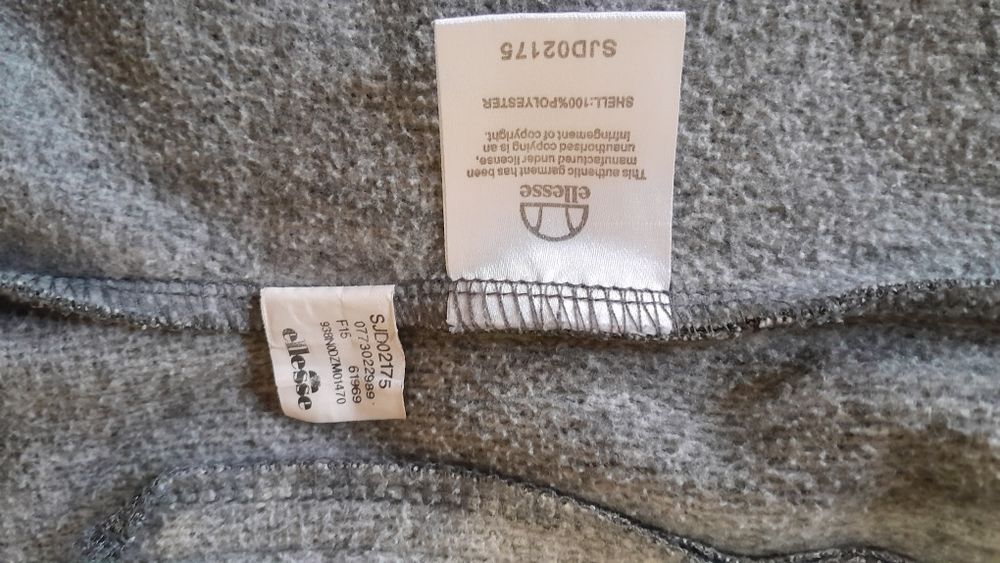 ellesse
This authentic garment has been
manufactured under license,
unauthorised copying is an
infringement of copyright.
SHELL:100%POLYESTER
SJD02175
SJD02175
0773022989
F15 61969
938N0DZM01470
ellesse